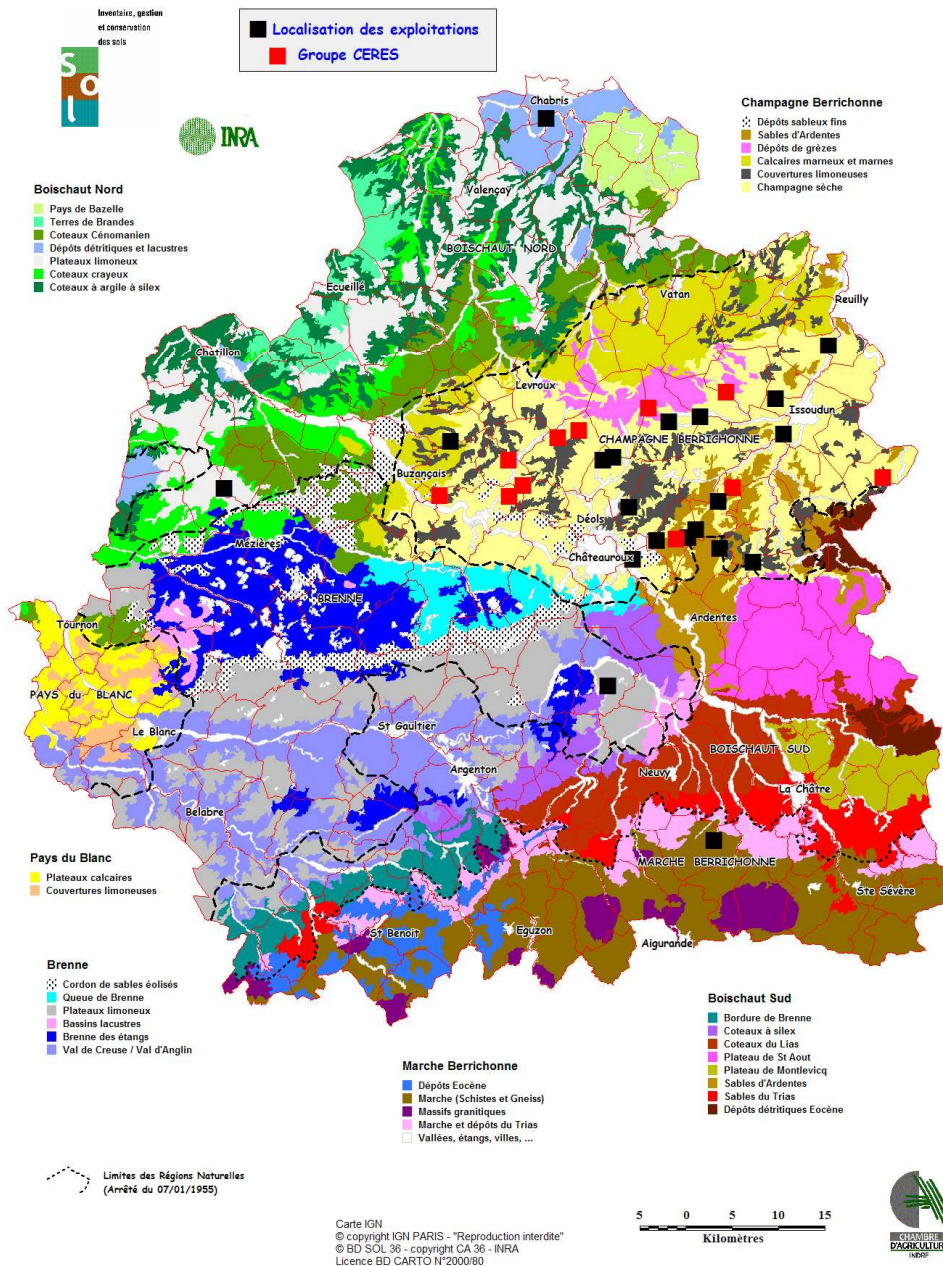 Inventaire, gestion
et conservation
des sols
Sol
INRA
Localisation des exploitations
Groupe CERES
Boischaut Nord
Pays de Bazelle
Terres de Brandes
Coteaux Cénomanien
Dépôts détritiques et lacustres
Plateaux limoneux
Coteaux crayeux
Coteaux à argile à silex
Champagne Berrichonne
Dépôts sableux fins
Sables d'Ardentes
Dépôts de grèzes
Calcaires marneux et marnes
Couvertures limoneuses
Champagne sèche
Chabris
Valençay
BOISCHAUT NORD
Ecueillé
Vatan
Reuilly
Chatillon
Levroux
Issoudun
CHAMPAGNE BERRICHONNE
Buzançais
Déols
Châteauroux
Mézières
BRENNE
Ardentes
Tournon
PAYS du BLANC
Le Blanc
St Gaultier
Argenton
Neuvy
BOISCHAUT SUD
La Châtre
Belabre
MARCHE BERRICHONNE
Ste Sévère
St Benoit
Eguzon
Aigurande
Pays du Blanc
Plateaux calcaires
Couvertures limoneuses
Brenne
Cordon de sables éolisés
Queue de Brenne
Plateaux limoneux
Bassins lacustres
Brenne des étangs
Val de Creuse / Val d'Anglin
Marche Berrichonne
Dépôts Eocène
Marche (Schistes et Gneiss)
Massifs granitiques
Marche et dépôts du Trias
Vallées, étangs, villes, ...
Boischaut Sud
Bordure de Brenne
Coteaux à silex
Coteaux du Lias
Plateau de St Aout
Plateau de Montlevicq
Sables d'Ardentes
Sables du Trias
Dépôts détritiques Eocène
Limites des Régions Naturelles
(Arrêté du 07/01/1955)
Carte IGN
© copyright IGN PARIS - "Reproduction interdite"
© BD SOL 36 - copyright CA 36 - INRA
Licence BD CARTO N°2000/80
5 0 5 10 15
Kilomètres
CHAMBRE
D'AGRICULTUR
INDRE